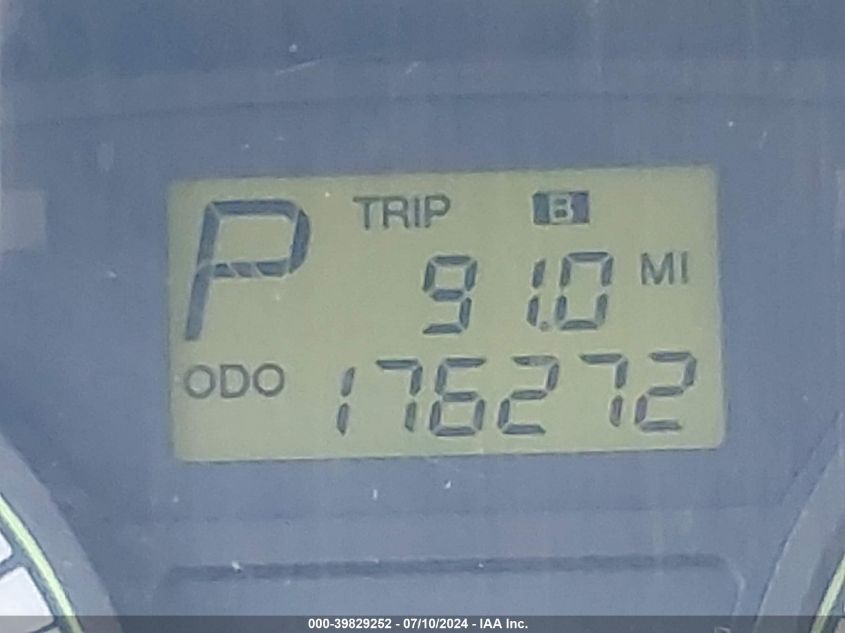 P TRIP B
91.0 MI
ODO 176272
000-39829252 - 07/10/2024 - IAA Inc.